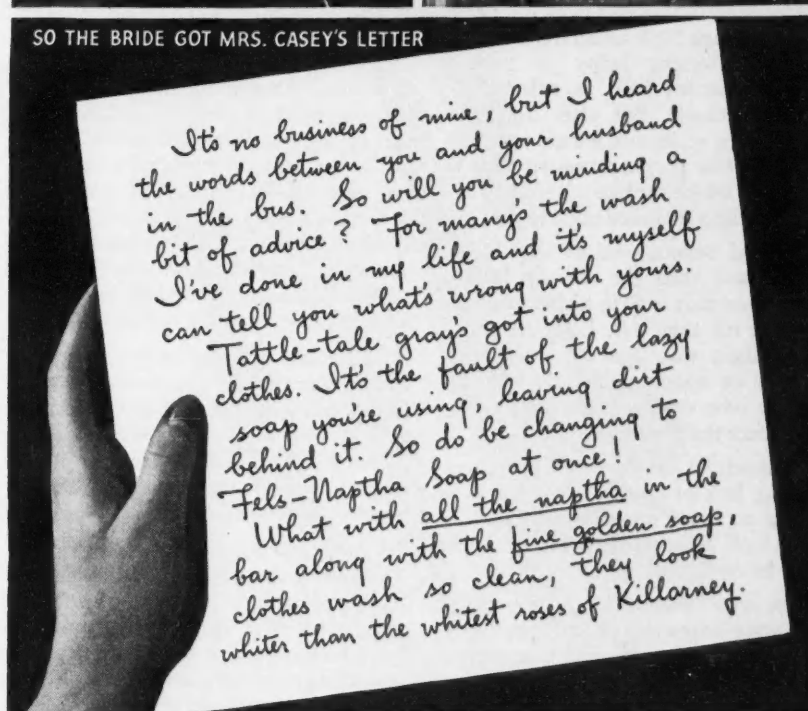 SO THE BRIDE GOT MRS. CASEY'S LETTER
It's no business of mine, but I heard
the words between you and your husband
in the bus. So will you be minding a
bit of advice? For many's the wash
I've done in my life and it's myself
can tell you what's wrong with yours.
Tattle-tale gray's got into your
clothes. It's the fault of the lazy
soap you're using, leaving dirt
behind it. So do be changing to
Fels-Naptha Soap at once!
What with all the naptha in the
bar along with the fine golden soap,
clothes wash so clean, they look
whiter than the whitest roses of Killarney.